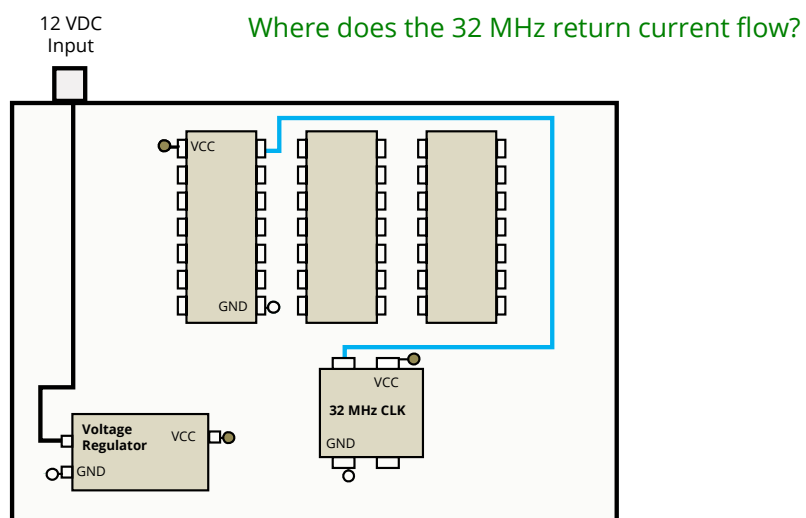 12 VDC
Input
Where does the 32 MHz return current flow?
VCC
GND
VCC
32 MHz CLK
GND
Voltage
Regulator
VCC
GND